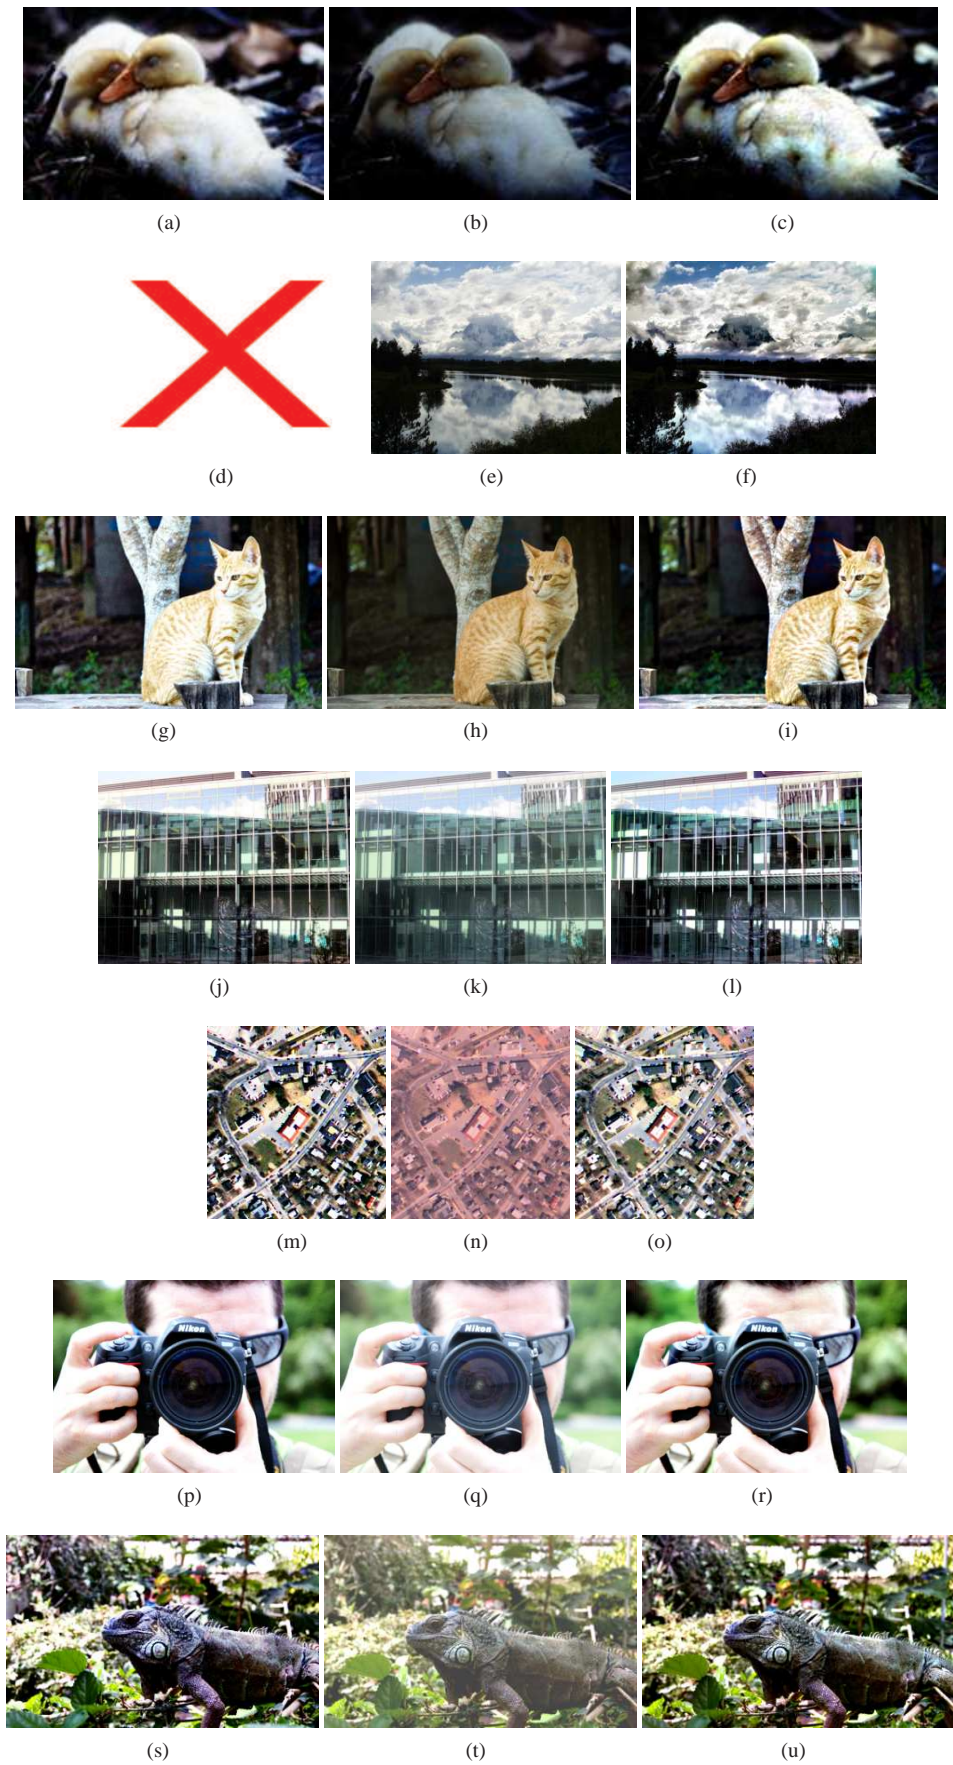 (a) (b) (c)
(d) (e) (f)
(g) (h) (i)
(j) (k) (l)
(m) (n) (o)
Nikon Nikon Nikon
(p) (q) (r)
(s) (t) (u)